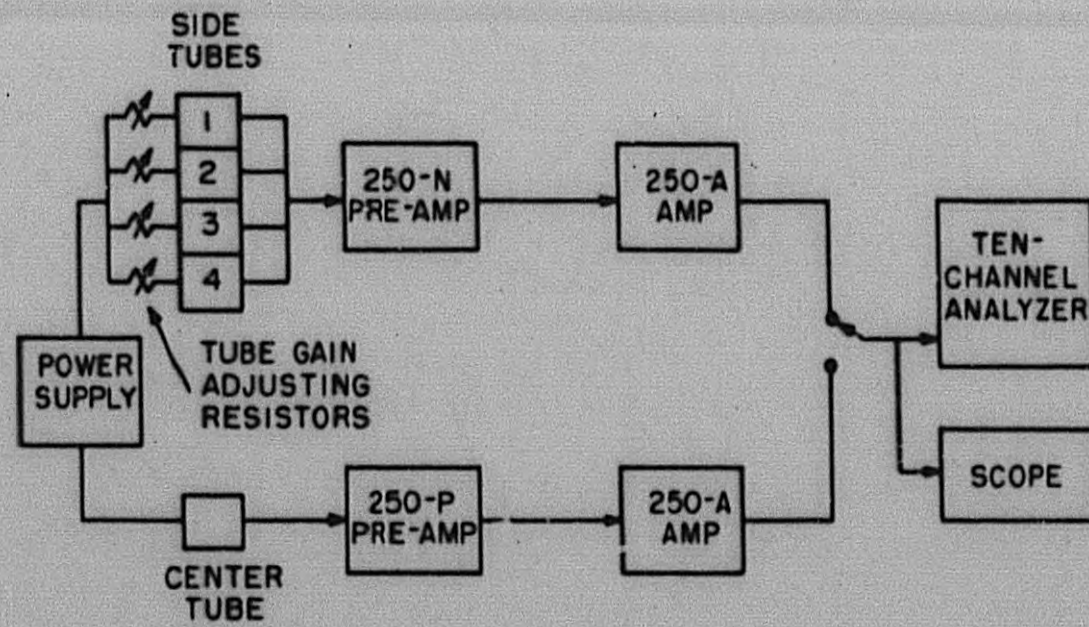 SIDE
TUBES
1
2
3
4
250-N
PRE-AMP
250-A
AMP
TEN-
CHANNEL
ANALYZER
POWER
SUPPLY
TUBE GAIN
ADJUSTING
RESISTORS
250-P
PRE-AMP
250-A
AMP
SCOPE
CENTER
TUBE